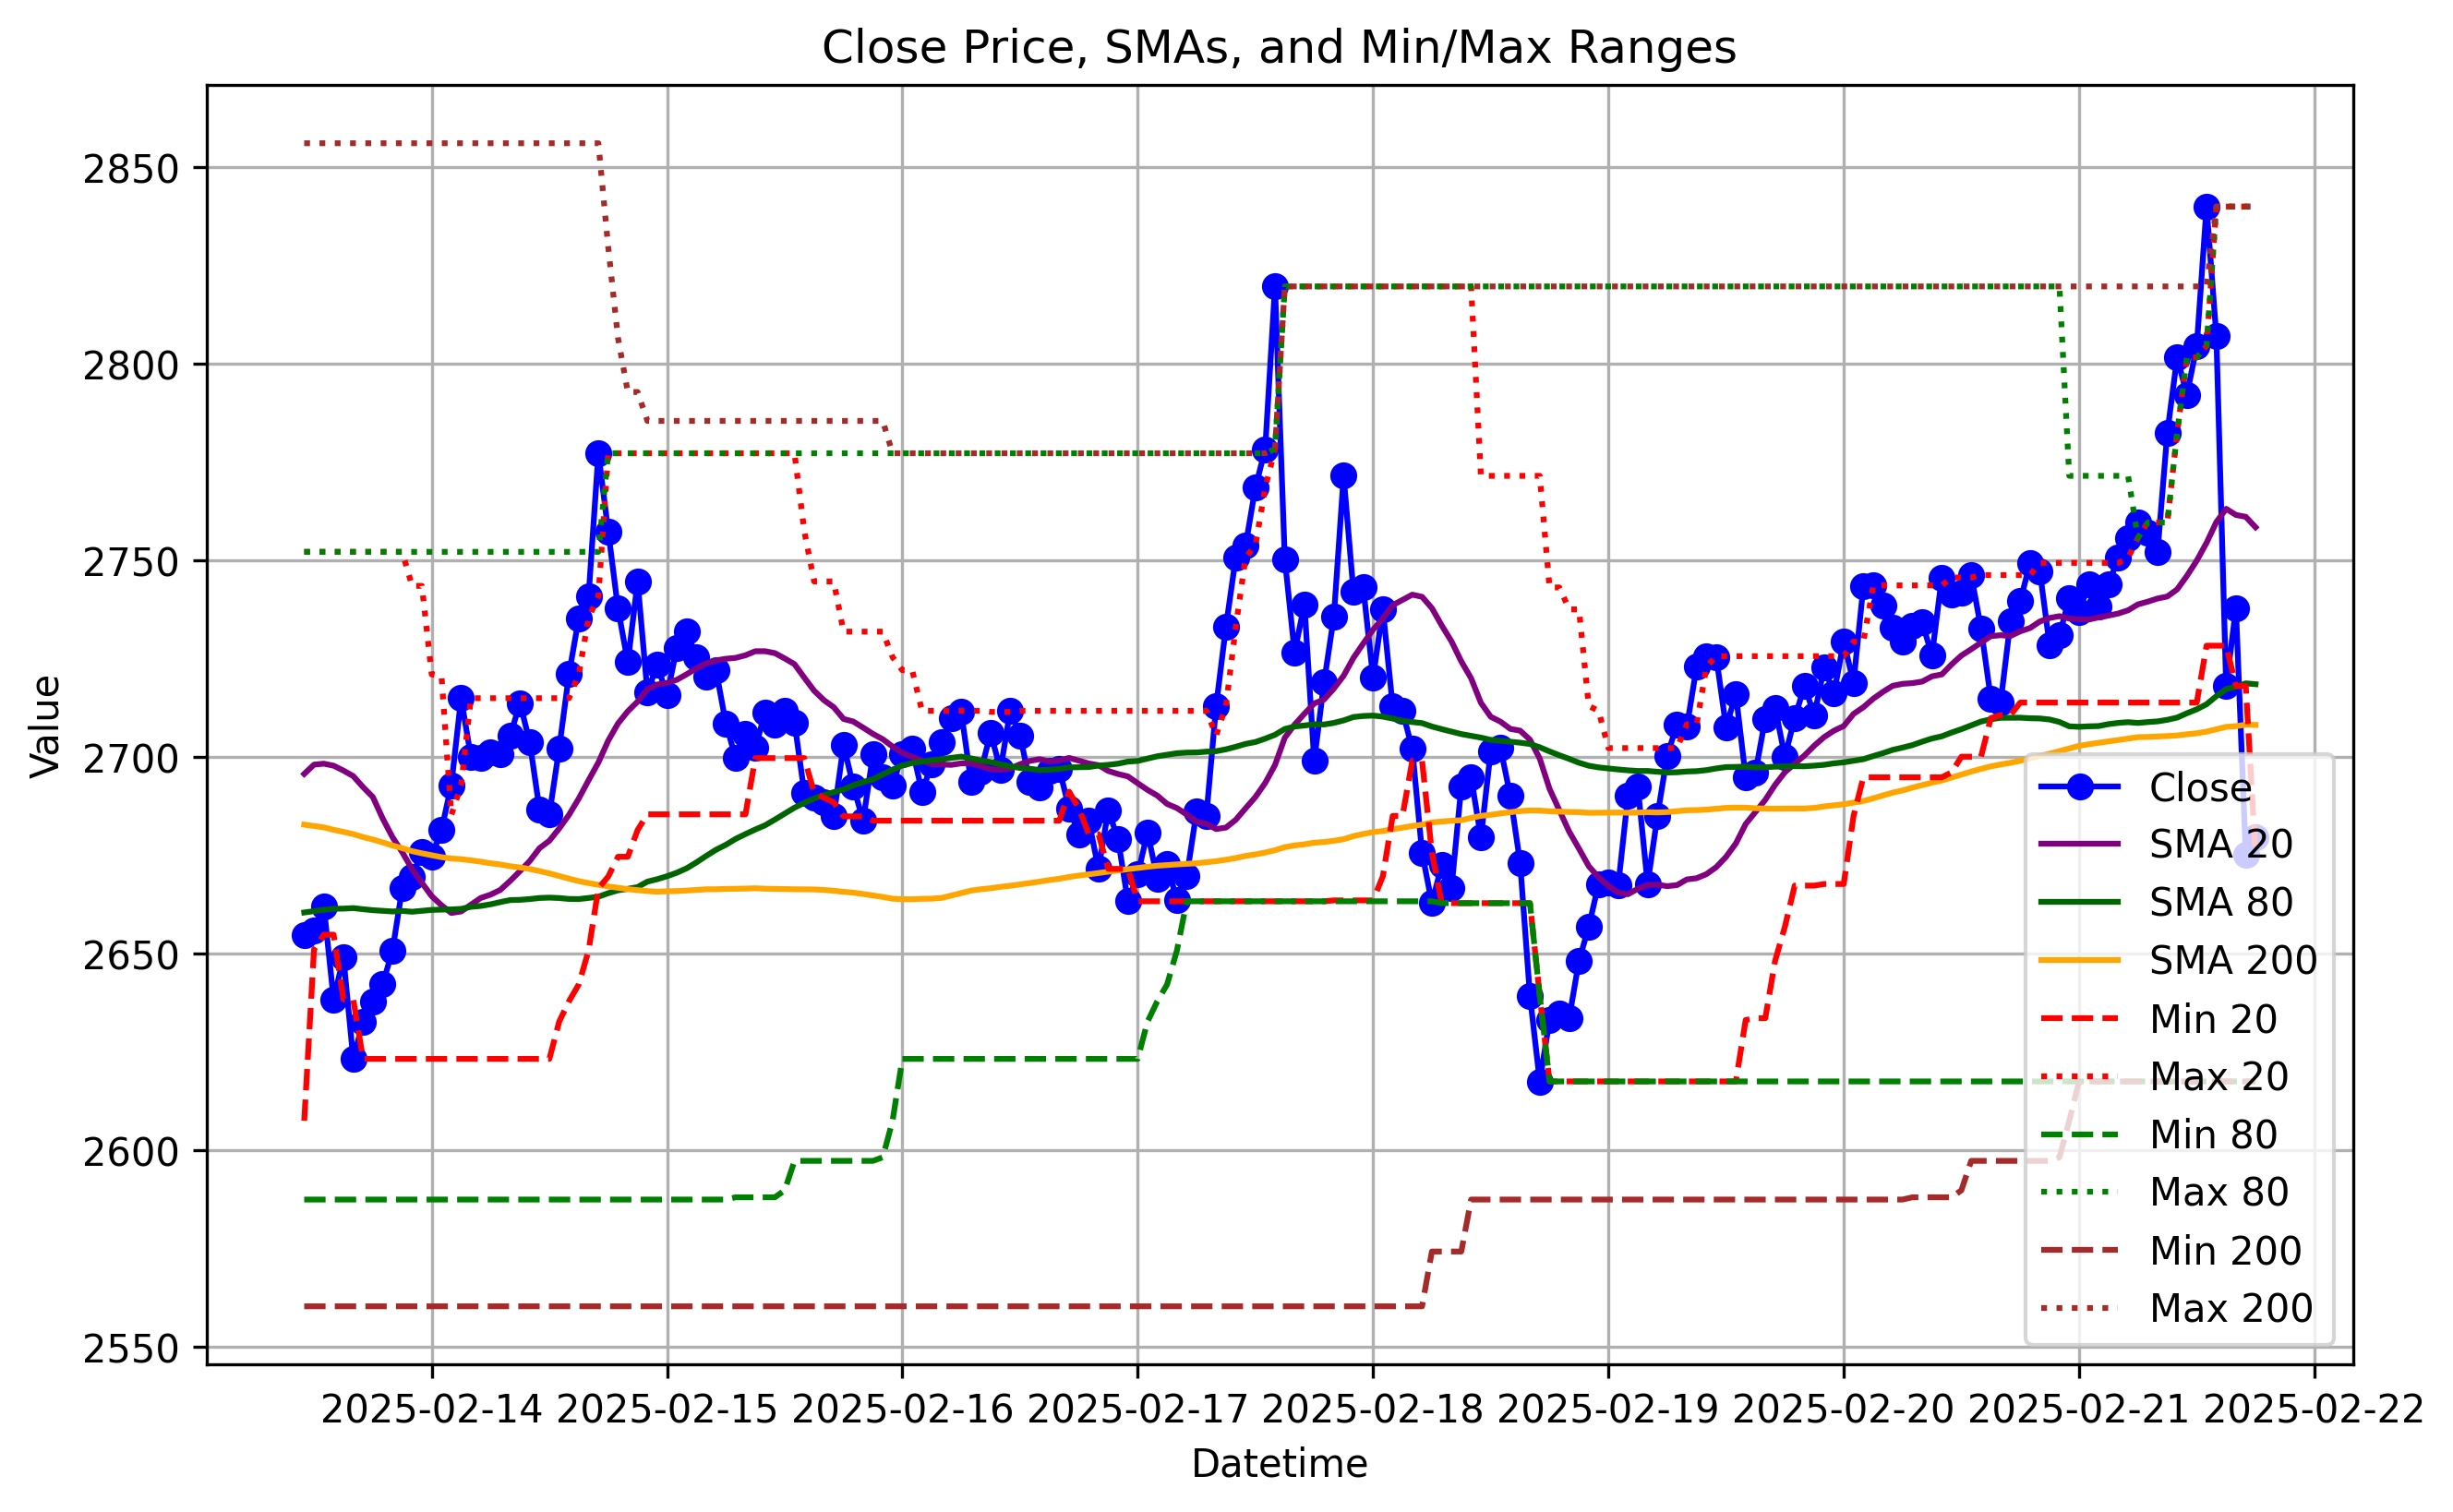 Close Price, SMAs, and Min/Max Ranges
Value
2850
2800
2750
2700
2650
2600
2550
Close
SMA 20
SMA 80
SMA 200
Min 20
Max 20
Min 80
Max 80
Min 200
Max 200
2025-02-14 2025-02-15 2025-02-16 2025-02-17 2025-02-18 2025-02-19 2025-02-20 2025-02-21 2025-02-22
Datetime